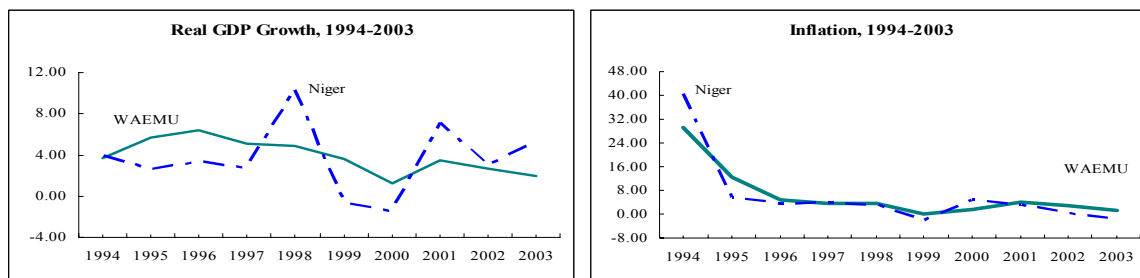 Real GDP Growth, 1994-2003
12.00
8.00
4.00
0.00
-4.00
WAEMU
Niger
1994 1995 1996 1997 1998 1999 2000 2001 2002 2003
Inflation, 1994-2003
48.00
40.00
32.00
24.00
16.00
8.00
0.00
-8.00
Niger
WAEMU
1994 1995 1996 1997 1998 1999 2000 2001 2002 2003